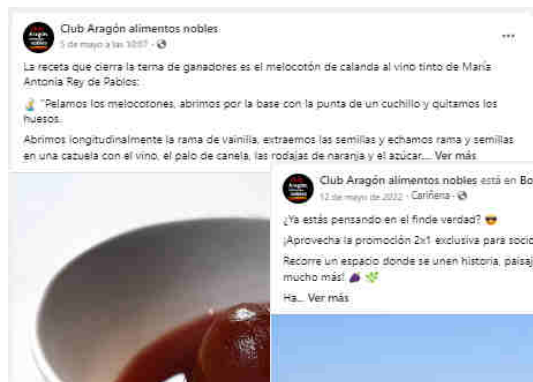 Club Aragón alimentos nobles
5 de mayo a las 10:07 ·
La receta que cierra la terna de ganadores es el melocotón de calanda al vino tinto de María
Antonia Rey de Pablos:
"Pelamos los melocotones, abrimos por la base con la punta de un cuchillo y quitamos los
huesos.
Abrimos longitudinalmente la rama de vainilla, extraemos las semillas y echamos rama y semillas
en una cazuela con el vino, el palo de canela, las rodajas de naranja y el azúcar.... Ver más
Club Aragón alimentos nobles está en Bo
12 de mayo de 2022 · Cariñena ·
¿Ya estás pensando en el finde verdad? 😎
¡Aprovecha la promoción 2x1 exclusiva para socio
Recorre un espacio donde se unen historia, paisaj
mucho más! 🍇 🌿
Ha... Ver más